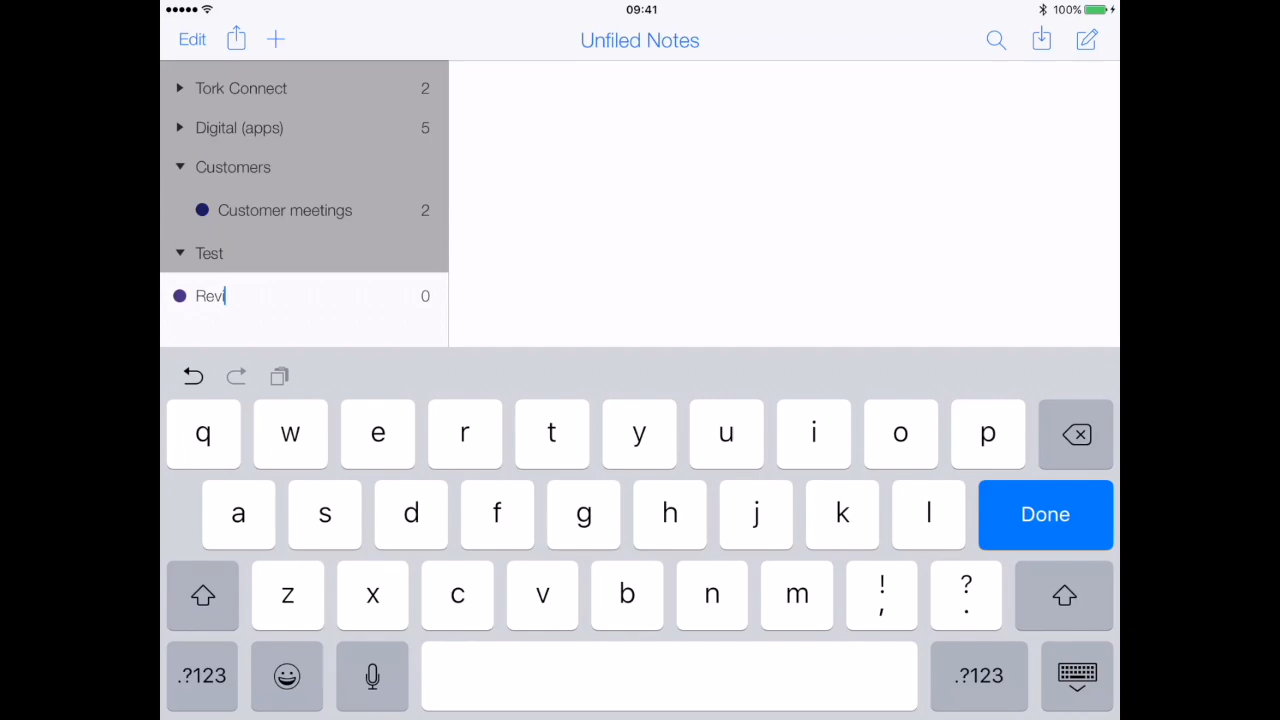 09:41
100%
Edit
Unfiled Notes
Tork Connect 2
Digital (apps) 5
Customers
Customer meetings 2
Test
Revi 0
q w e r t y u i o p
a s d f g h j k l Done
z x c v b n m ! , ? .
.?123 .?123